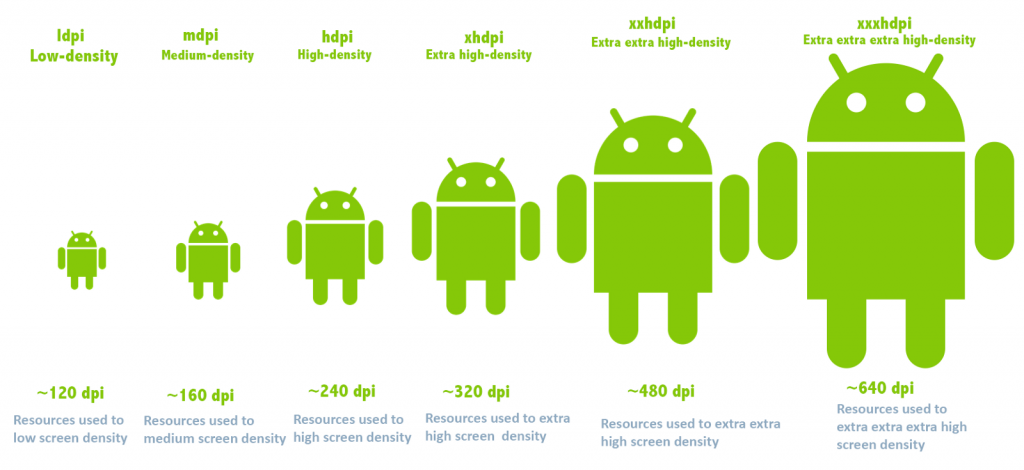 ldpi
Low-density
mdpi
Medium-density
hdpi
High-density
xhdpi
Extra high-density
xxhdpi
Extra extra high-density
xxxhdpi
Extra extra extra high-density
~120 dpi
Resources used to
low screen density
~160 dpi
Resources used to
medium screen density
~240 dpi
Resources used to
high screen density
~320 dpi
Resources used to extra
high screen density
~480 dpi
Resources used to extra extra
high screen density
~640 dpi
Resources used to
extra extra extra high
screen density